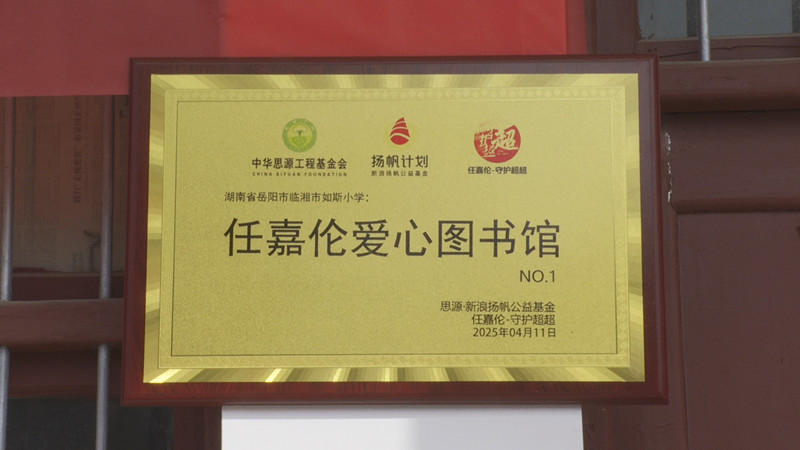 中华思源工程基金会
CHINA SIYUAN FOUNDATION
扬帆计划
新浪扬帆公益基金
守护超超
任嘉伦-守护超超
湖南省岳阳市临湘市如斯小学:
任嘉伦爱心图书馆
NO.1
思源·新浪扬帆公益基金
任嘉伦-守护超超
2025年04月11日